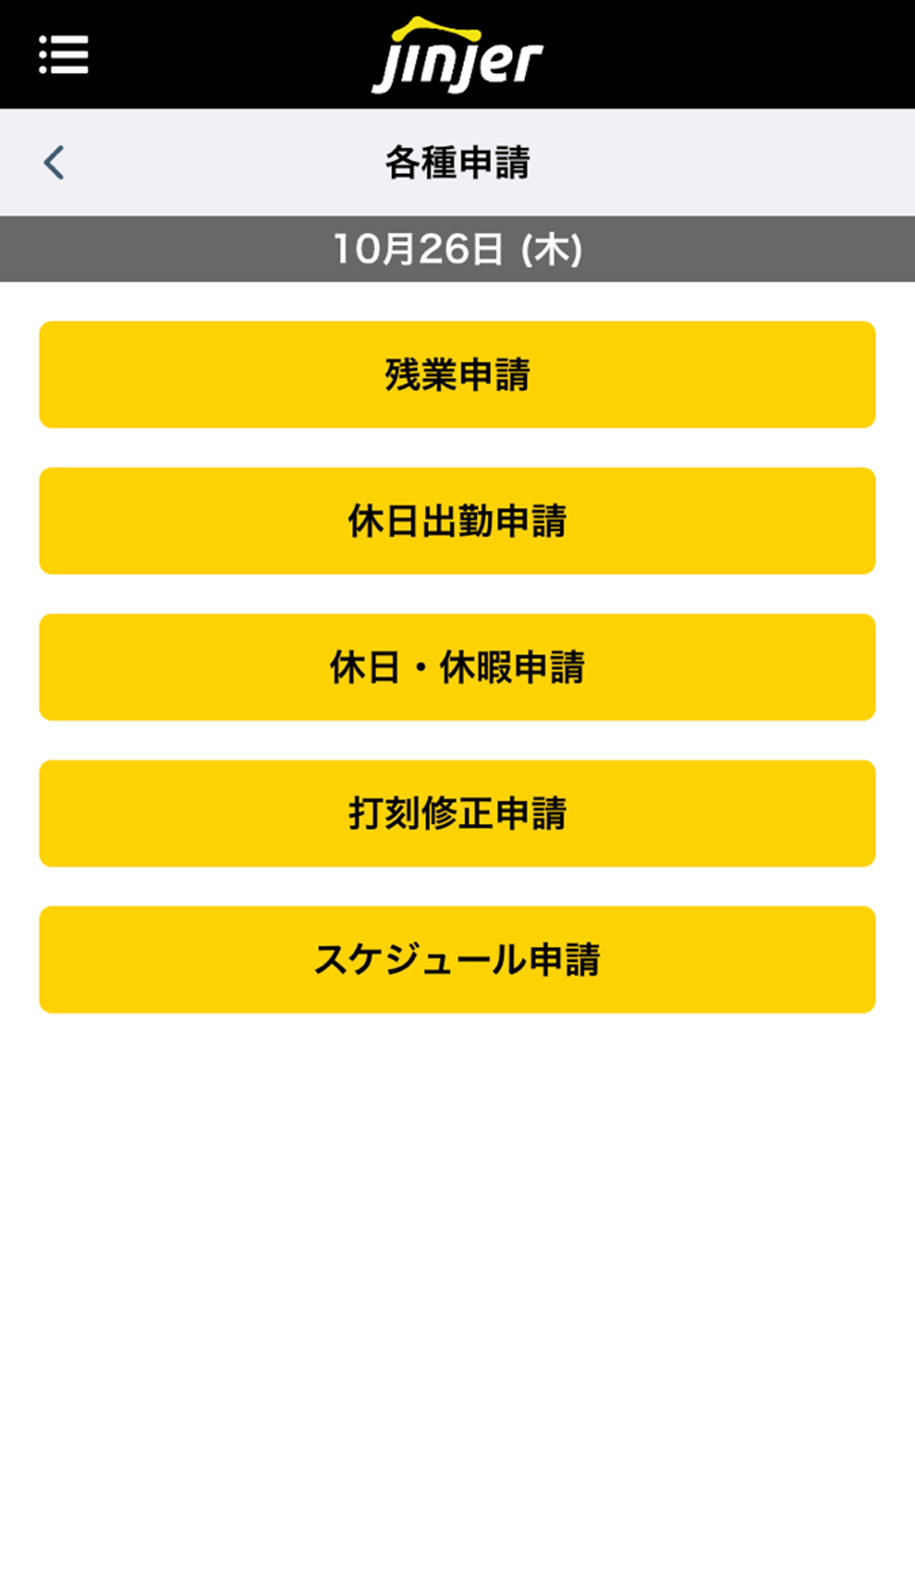 jinjer
各種申請
10月26日 (木)
残業申請
休日出勤申請
休日・休暇申請
打刻修正申請
スケジュール申請